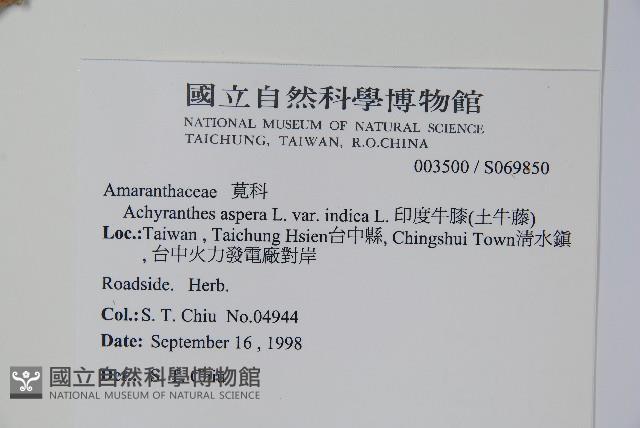 國立自然科學博物館
NATIONAL MUSEUM OF NATURAL SCIENCE
TAICHUNG, TAIWAN, R.O.CHINA
003500 / S069850
Amaranthaceae 莧科
Achyranthes aspera L. var. indica L. 印度牛膝(土牛藤)
Loc.:Taiwan , Taichung Hsien台中縣, Chingshui Town清水鎮
, 台中火力發電廠對岸
Roadside. Herb.
Col.: S. T. Chiu No.04944
Date: September 16 , 1998
國立自然科學博物館
NATIONAL MUSEUM OF NATURAL SCIENCE